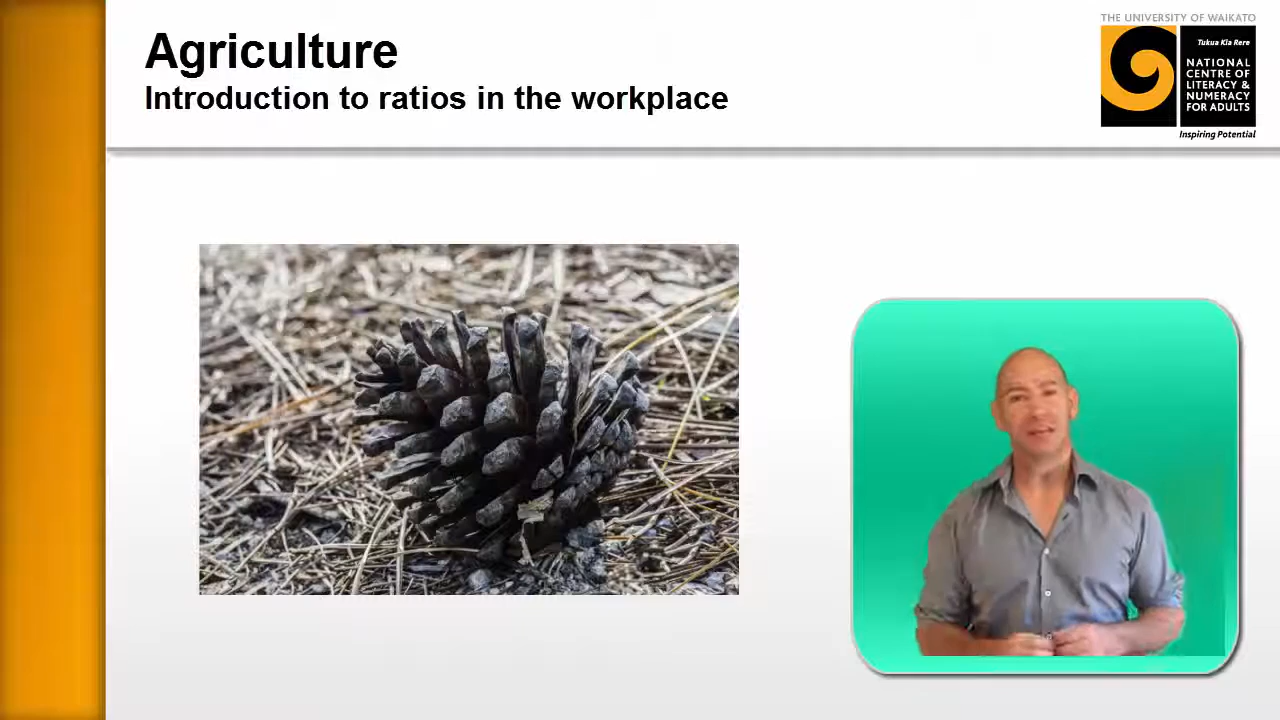 Agriculture
Introduction to ratios in the workplace
THE UNIVERSITY OF WAIKATO
Tukua Kia Rere
NATIONAL
CENTRE OF
LITERACY &
NUMERACY
FOR ADULTS
Inspiring Potential